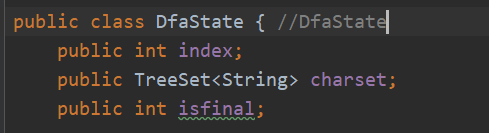 public class DfaState { //DfaState
public int index;
public TreeSet<String> charset;
public int isfinal;